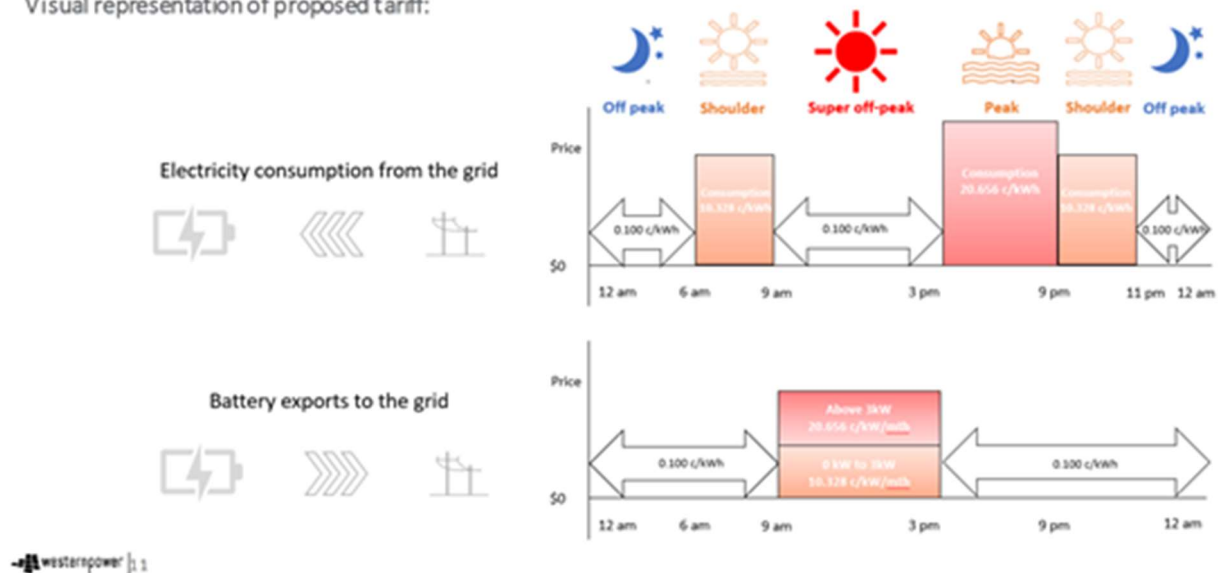 Visual representation of proposed tariff:
Off peak
Shoulder
Super off-peak
Peak
Shoulder
Off peak
Price
Electricity consumption from the grid
Consumption
10.328 c/kWh
Consumption
20.656 c/kWh
Consumption
10.328 c/kWh
0.100 c/kWh
0.100 c/kWh
0.100 c/kWh
$0
12 am
6 am
9 am
3 pm
9 pm
11 pm
12 am
Price
Battery exports to the grid
Above 3kW
20.656 c/kW/mth
0 kW to 3kW
10.328 c/kW/mth
0.100 c/kWh
0.100 c/kWh
$0
12 am
6 am
9 am
3 pm
9 pm
12 am
westernpower
11